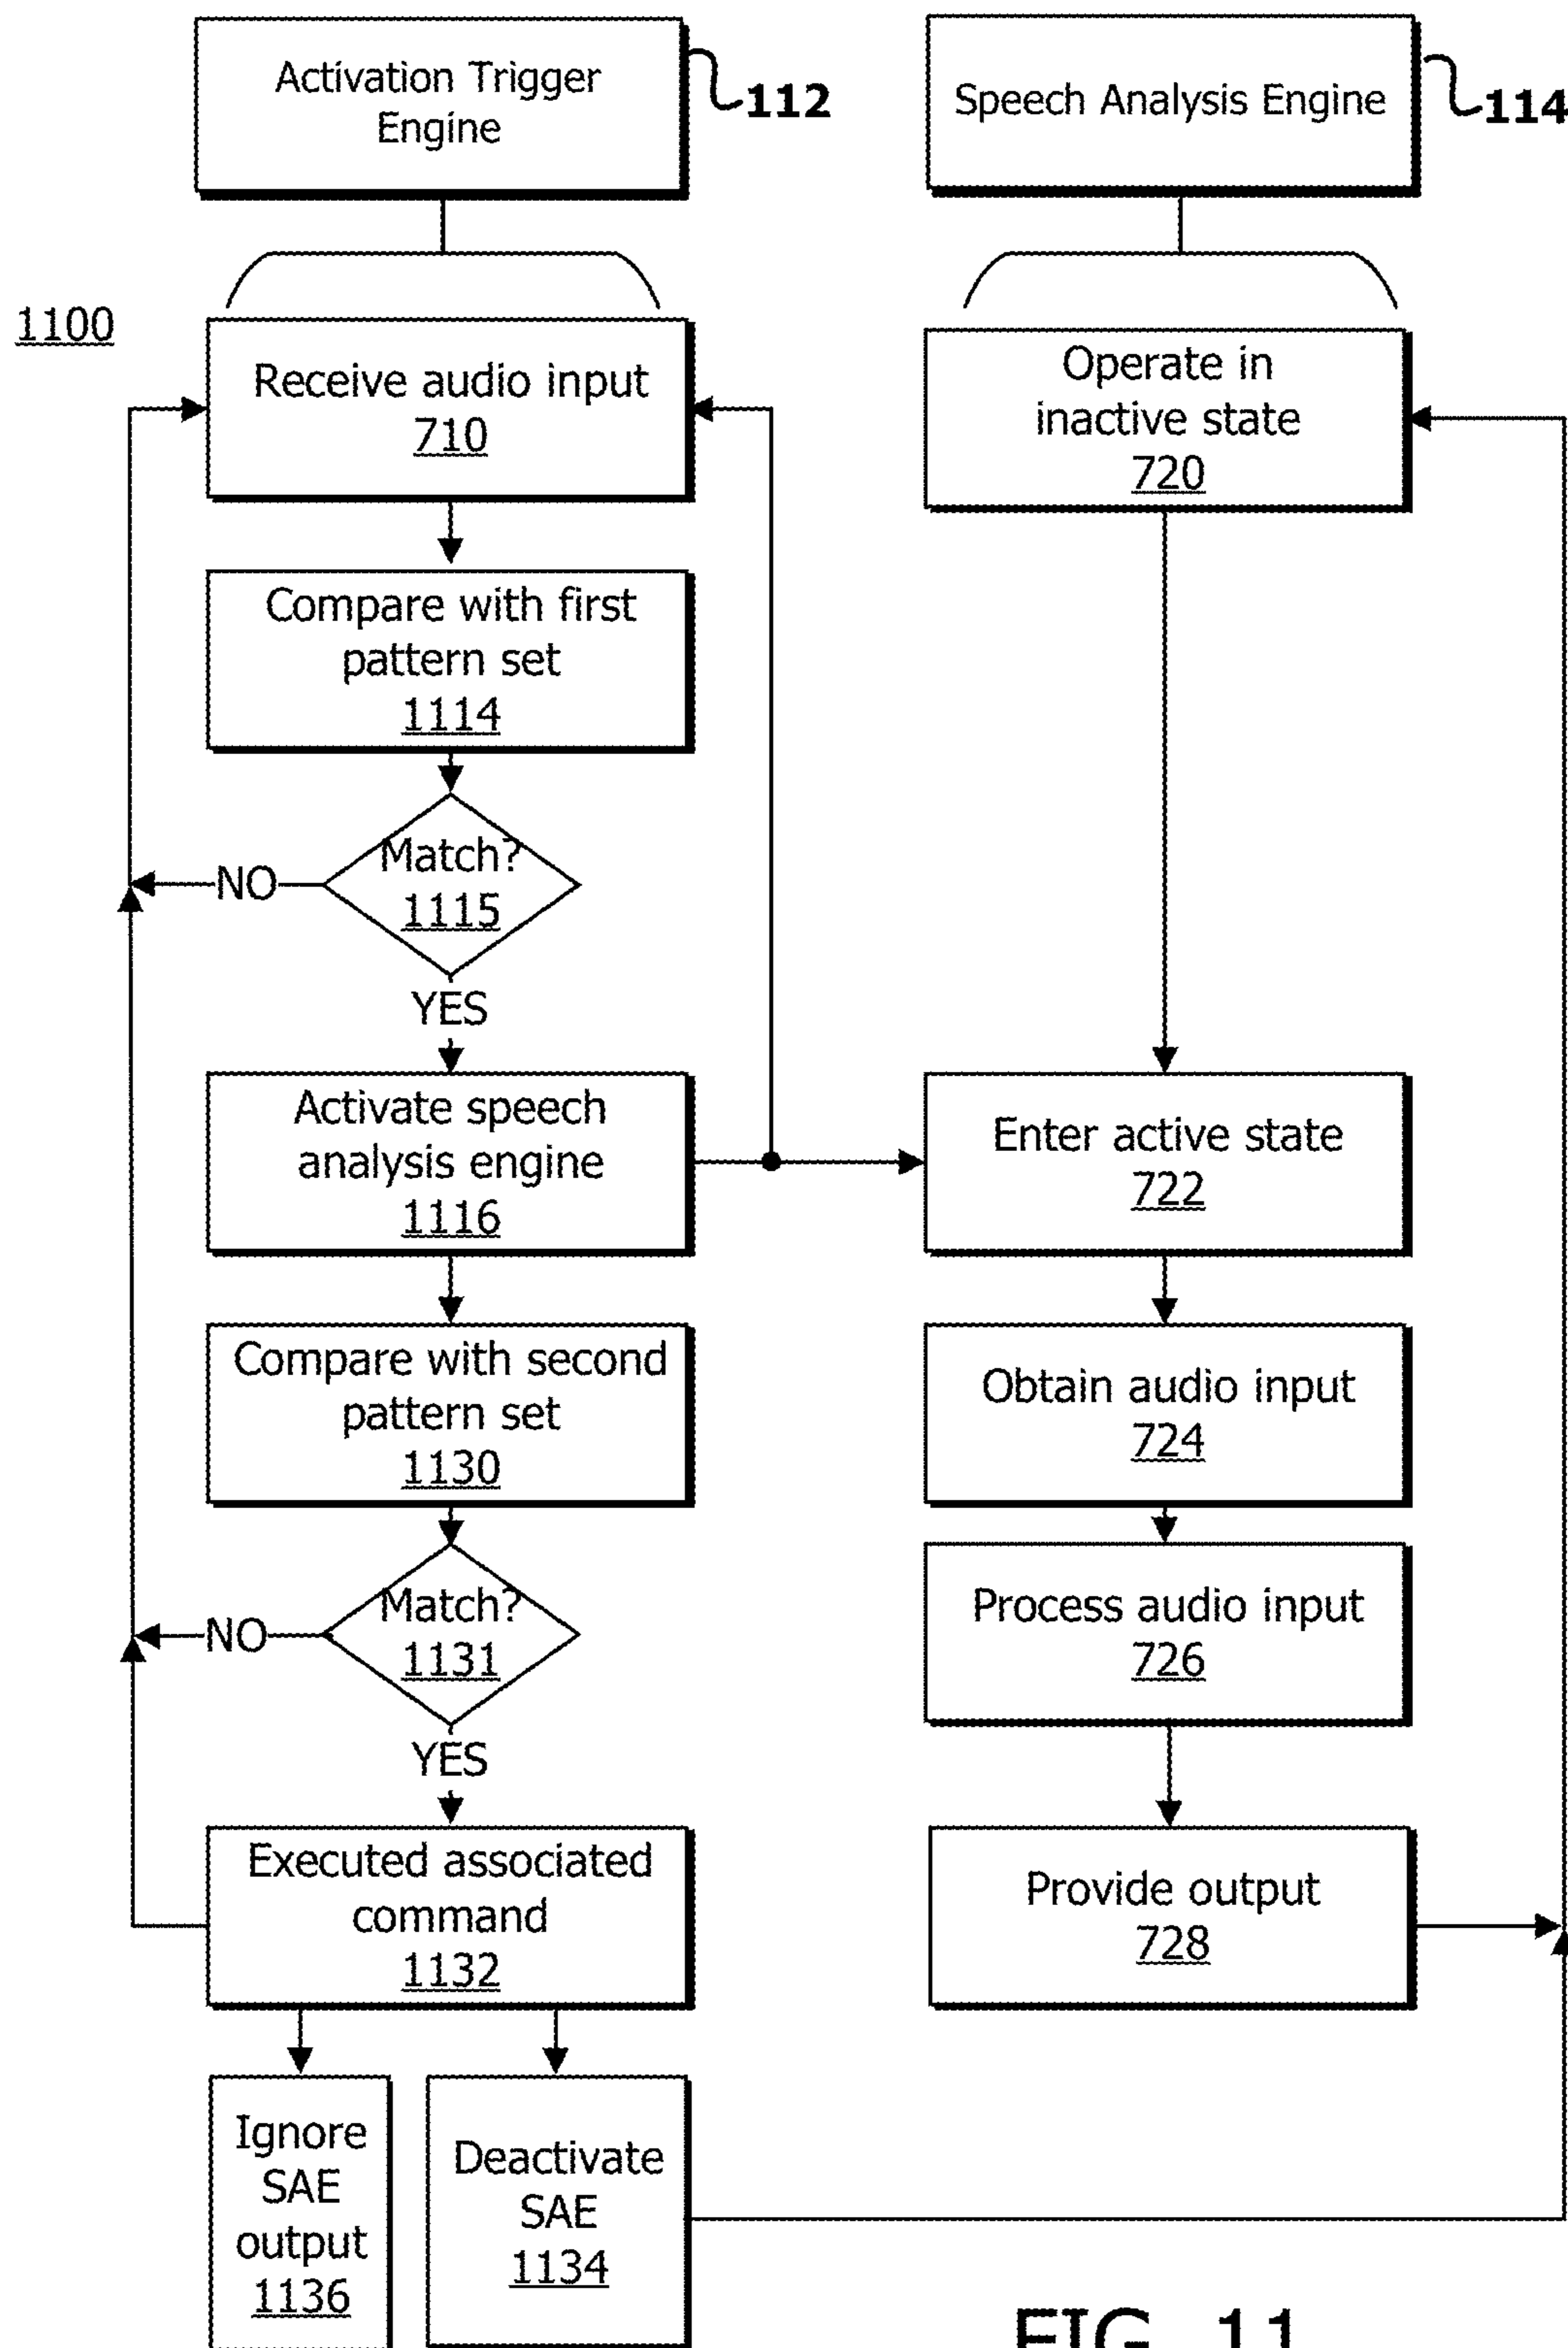 Activation Trigger
Engine
112
Speech Analysis Engine
114
1100
Receive audio input
710
Operate in
inactive state
720
Compare with first
pattern set
1114
Match?
1115
NO
YES
Activate speech
analysis engine
1116
Enter active state
722
Compare with second
pattern set
1130
Obtain audio input
724
Match?
1131
NO
YES
Process audio input
726
Executed associated
command
1132
Provide output
728
Ignore
SAE
output
1136
Deactivate
SAE
1134
FIG. 11